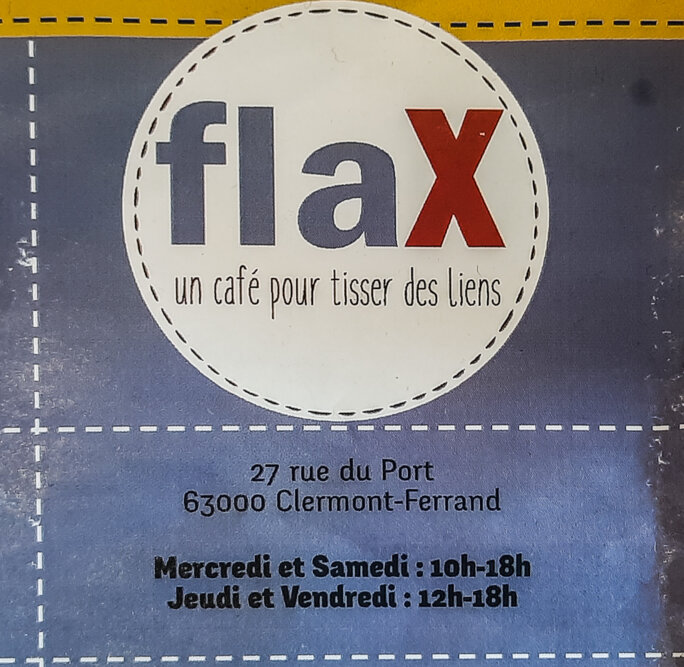 flaX
un café pour tisser des liens
27 rue du Port
63000 Clermont-Ferrand
Mercredi et Samedi : 10h-18h
Jeudi et Vendredi : 12h-18h